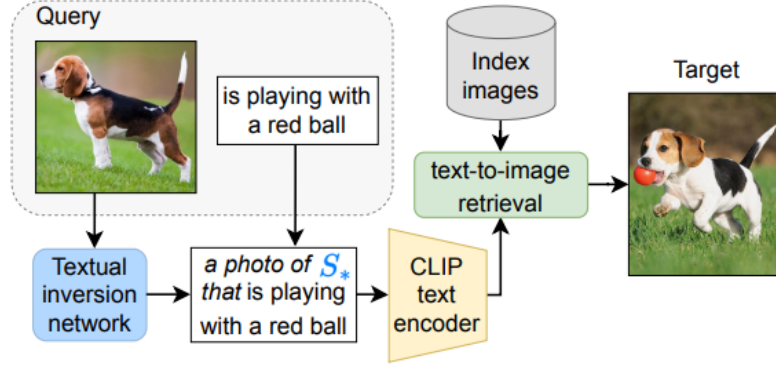 Query
is playing with
a red ball
Index
images
Target
text-to-image
retrieval
Textual
inversion
network
a photo of S*
that is playing
with a red ball
CLIP
text
encoder